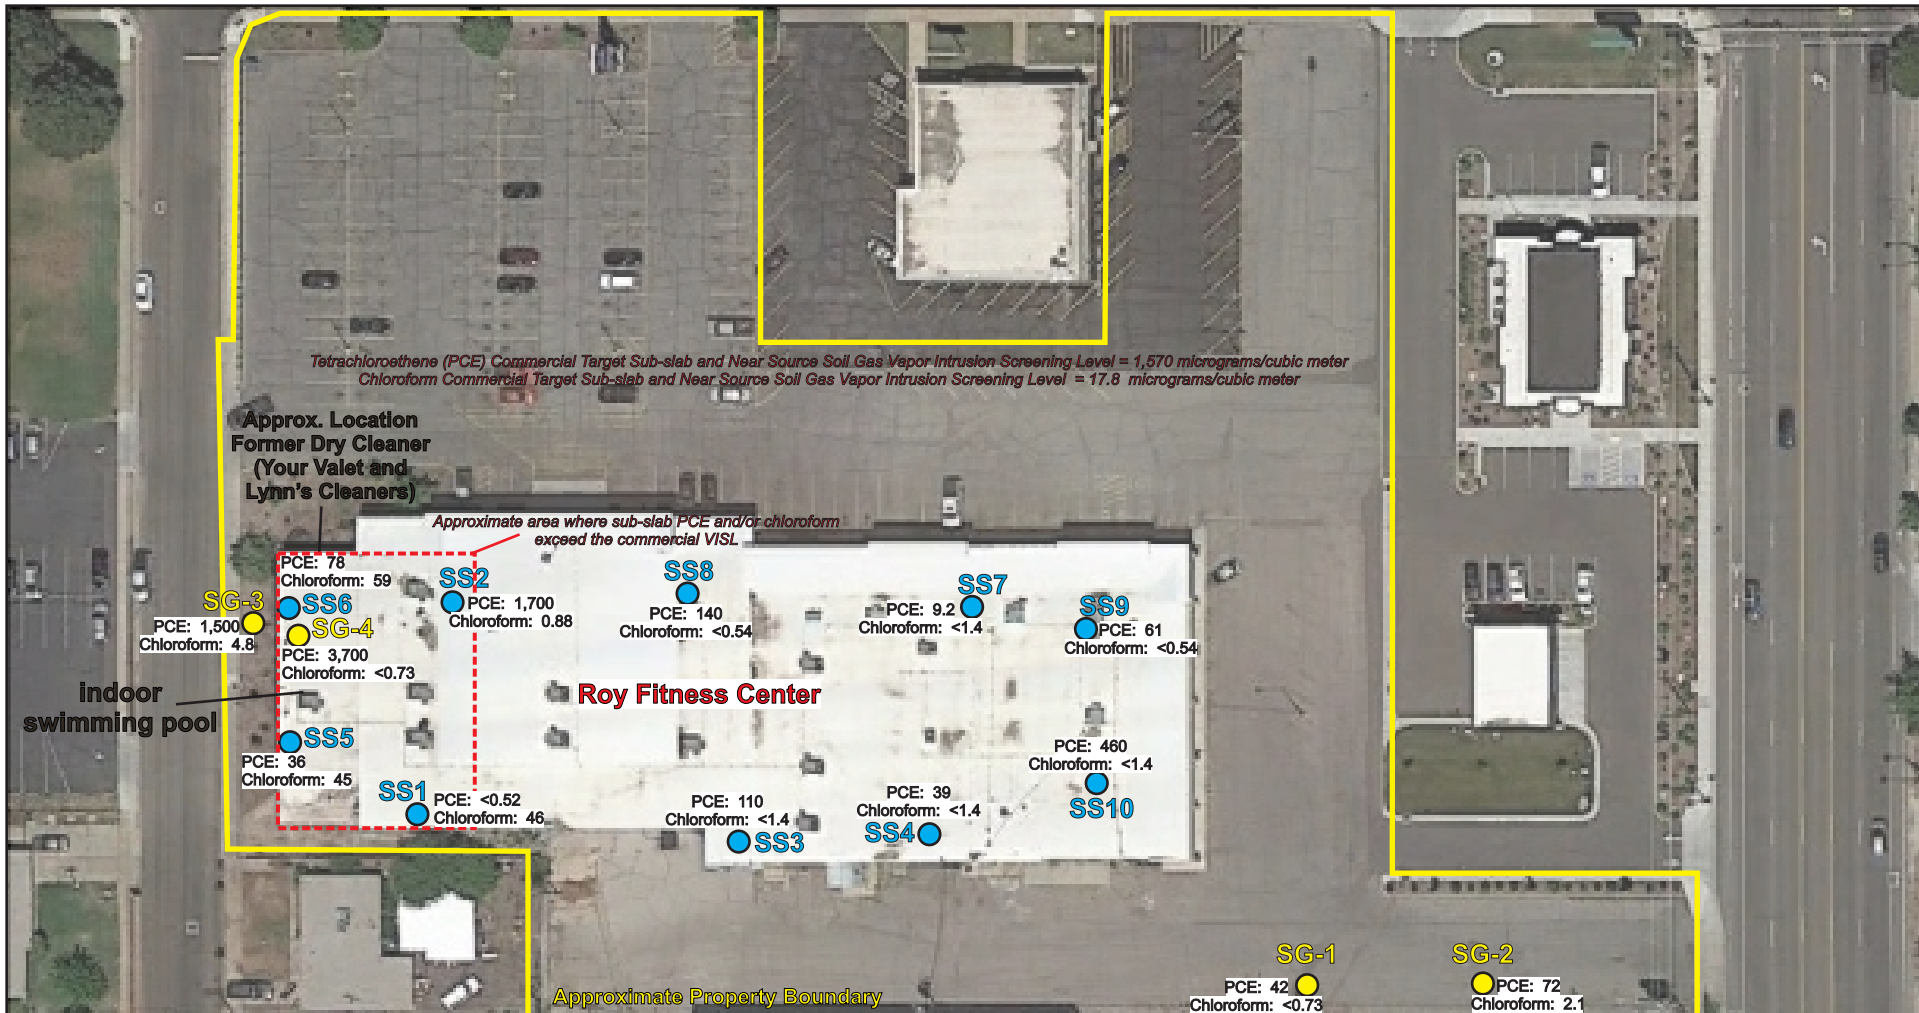 Tetrachloroethene (PCE) Commercial Target Sub-slab and Near Source Soil Gas Vapor Intrusion Screening Level = 1,570 micrograms/cubic meter
Chloroform Commercial Target Sub-slab and Near Source Soil Gas Vapor Intrusion Screening Level = 17.8 micrograms/cubic meter
Approx. Location
Former Dry Cleaner
(Your Valet and
Lynn's Cleaners)
Approximate area where sub-slab PCE and/or chloroform
exceed the commercial VISL
PCE: 78
Chloroform: 59
SS6
SG-3
PCE: 1,500
Chloroform: 4.8
SG-4
PCE: 3,700
Chloroform: <0.73
SS2
PCE: 1,700
Chloroform: 0.88
SS8
PCE: 140
Chloroform: <0.54
SS7
PCE: 9.2
Chloroform: <1.4
SS9
PCE: 61
Chloroform: <0.54
indoor
swimming pool
Roy Fitness Center
SS5
PCE: 36
Chloroform: 45
SS1
PCE: <0.52
Chloroform: 46
PCE: 110
Chloroform: <1.4
SS3
PCE: 39
Chloroform: <1.4
SS4
PCE: 460
Chloroform: <1.4
SS10
SG-1
PCE: 42
Chloroform: <0.73
SG-2
PCE: 72
Chloroform: 2.1
Approximate Property Boundary